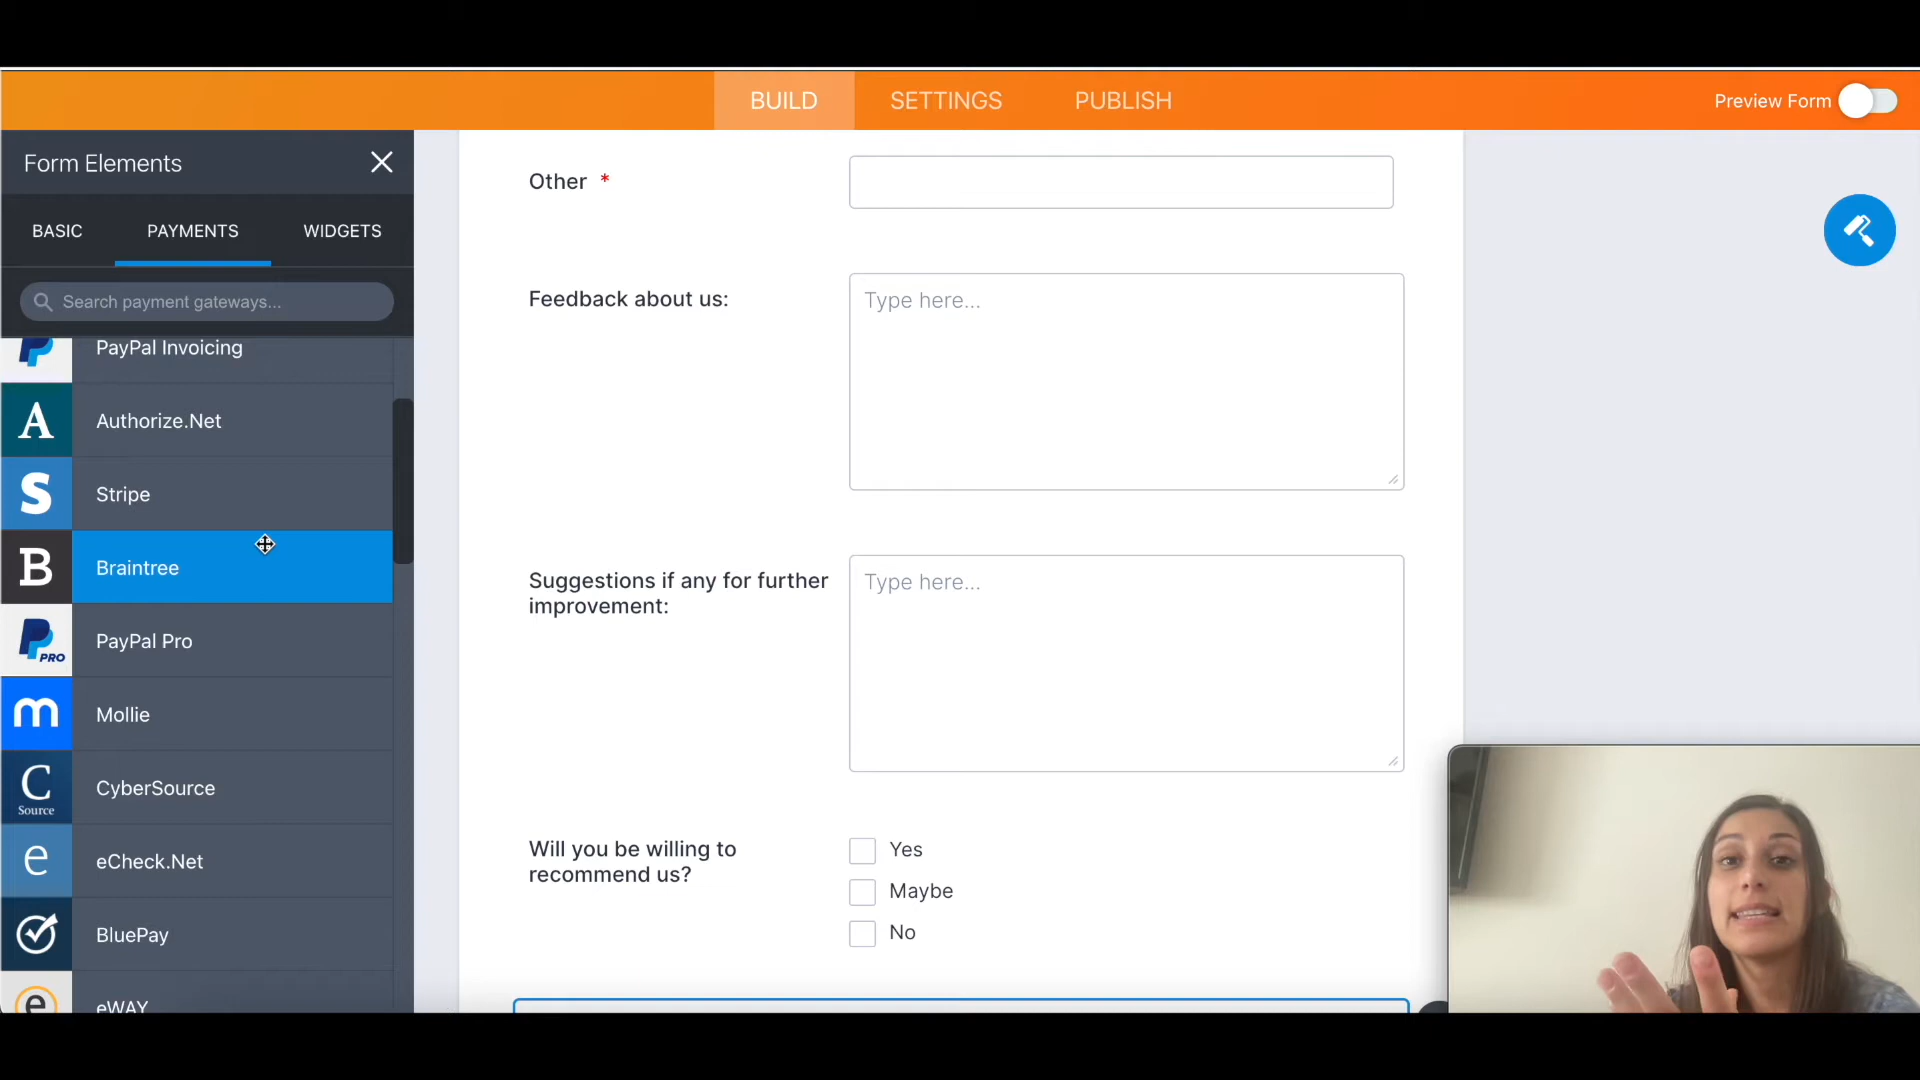 BUILD
SETTINGS
PUBLISH
Preview Form
Form Elements
BASIC
PAYMENTS
WIDGETS
Search payment gateways...
PayPal Invoicing
A
Authorize.Net
S
Stripe
B
Braintree
PRO
PayPal Pro
m
Mollie
C
Source
CyberSource
e
eCheck.Net
BluePay
e
eWAY
Other *
Feedback about us:
Type here...
Suggestions if any for further
improvement:
Type here...
Will you be willing to
recommend us?
Yes
Maybe
No